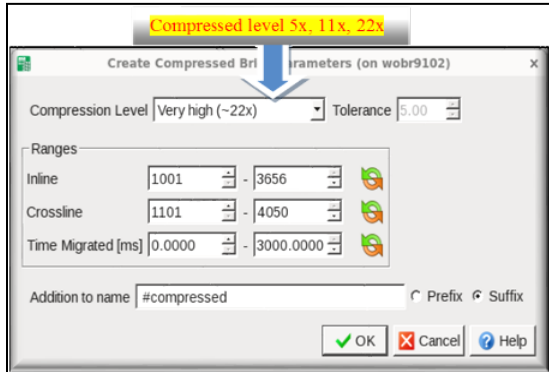 Compressed level 5x, 11x, 22x
Create Compressed Bri arameters (on wobr9102) x
Compression Level Very high (~22x) Tolerance 5.00
Ranges
Inline 1001 - 3656
Crossline 1101 - 4050
Time Migrated [ms] 0.0000 - 3000.0000
Addition to name #compressed Prefix Suffix
OK Cancel Help